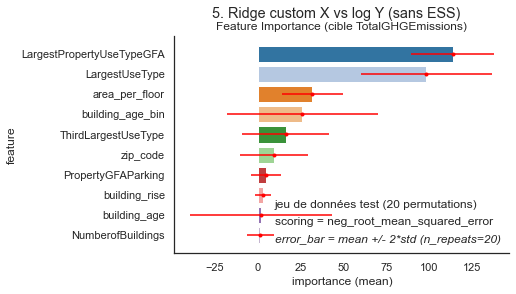 5. Ridge custom X vs log Y (sans ESS)
Feature Importance (cible TotalGHGEmissions)
LargestPropertyUseTypeGFA
LargestUseType
area_per_floor
building_age_bin
ThirdLargestUseType
zip_code
PropertyGFAParking
building_rise
building_age
NumberofBuildings
feature
jeu de données test (20 permutations)
scoring = neg_root_mean_squared_error
error_bar = mean +/- 2*std (n_repeats=20)
−25 0 25 50 75 100 125
importance (mean)